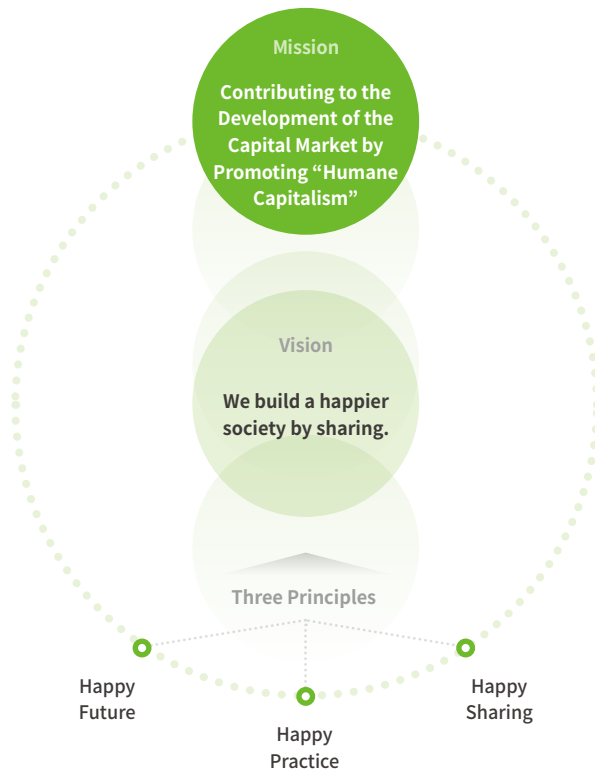 Mission
Contributing to the
Development of the
Capital Market by
Promoting “Humane
Capitalism”
Vision
We build a happier
society by sharing.
Three Principles
Happy
Future
Happy
Practice
Happy
Sharing